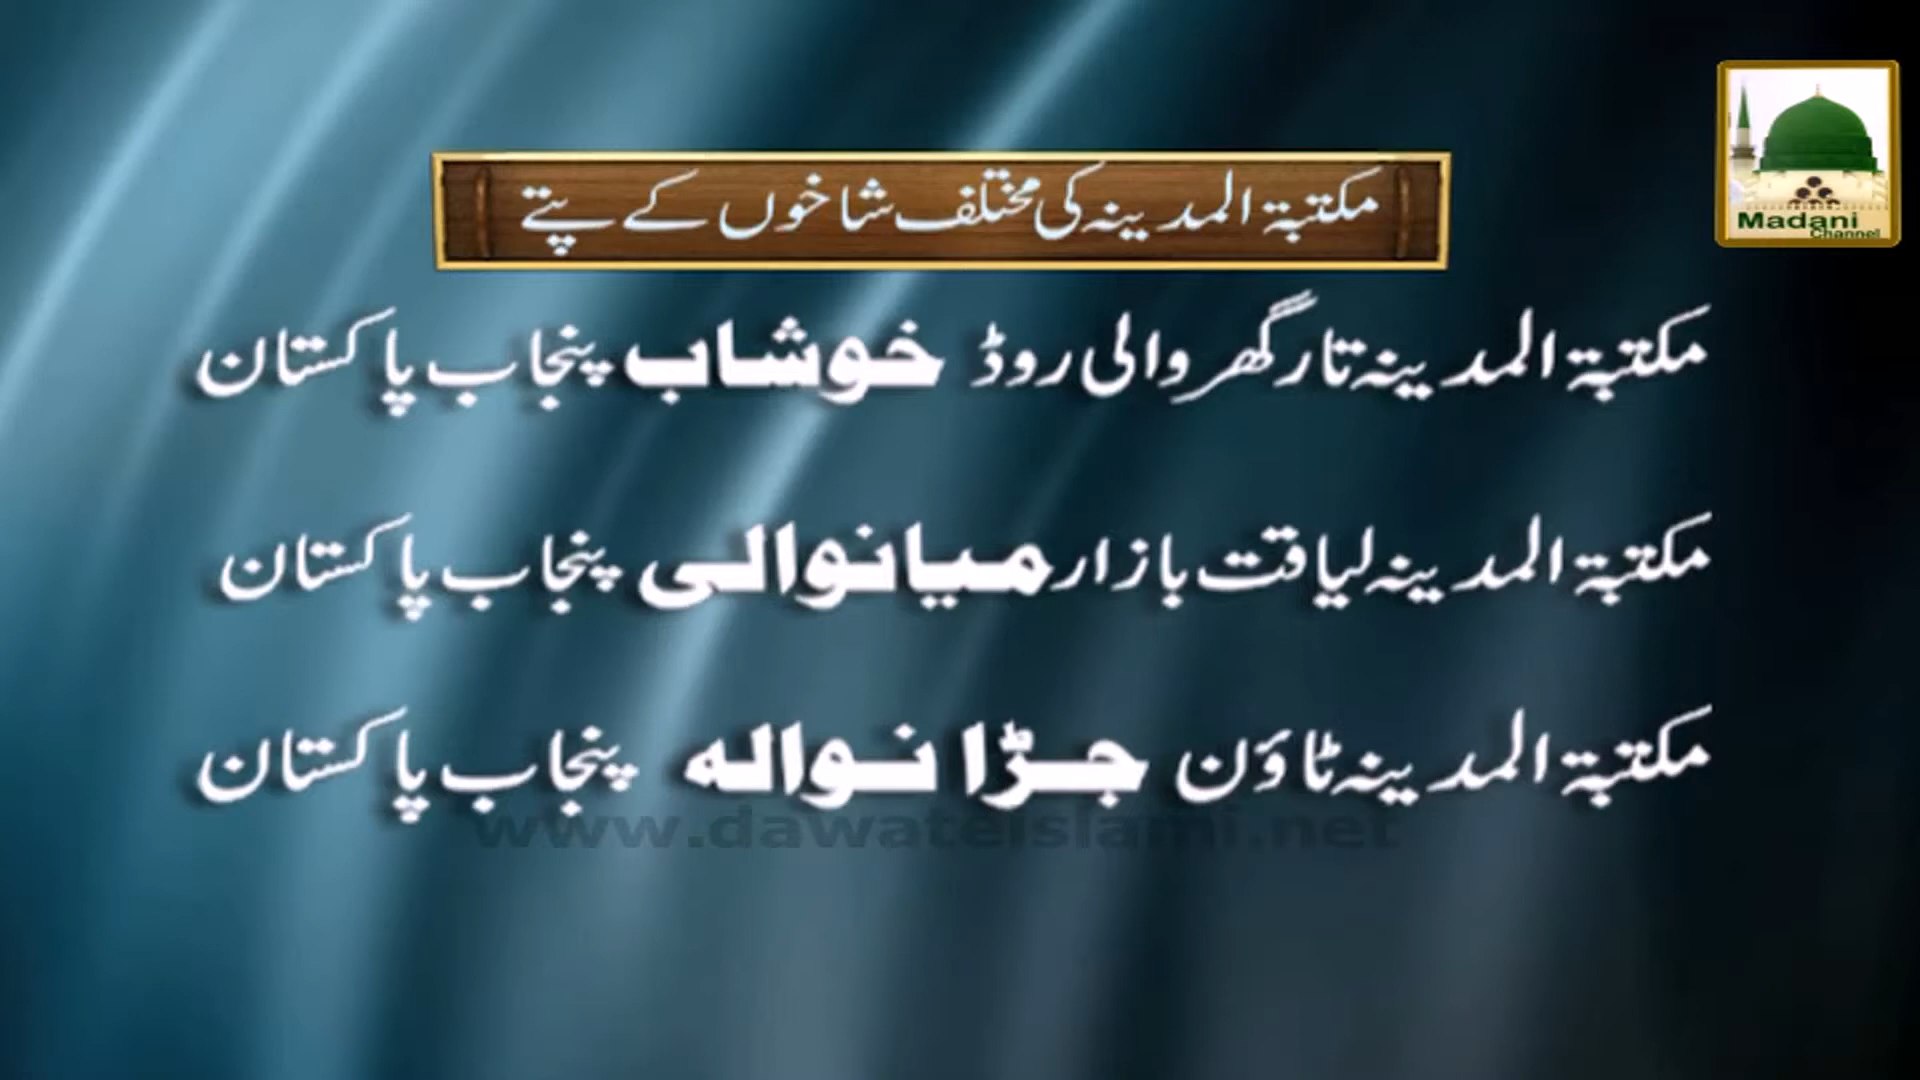 Madani
Channel
مکتبۃ المدینہ کی مختلف شاخوں کے پتے
مکتبۃ المدینہ تار گھر والی روڈ خوشاب پنجاب پاکستان
مکتبۃ المدینہ لیاقت بازار میانوالی پنجاب پاکستان
مکتبۃ المدینہ ٹاؤن جڑانوالہ پنجاب پاکستان
www.dawateislami.net